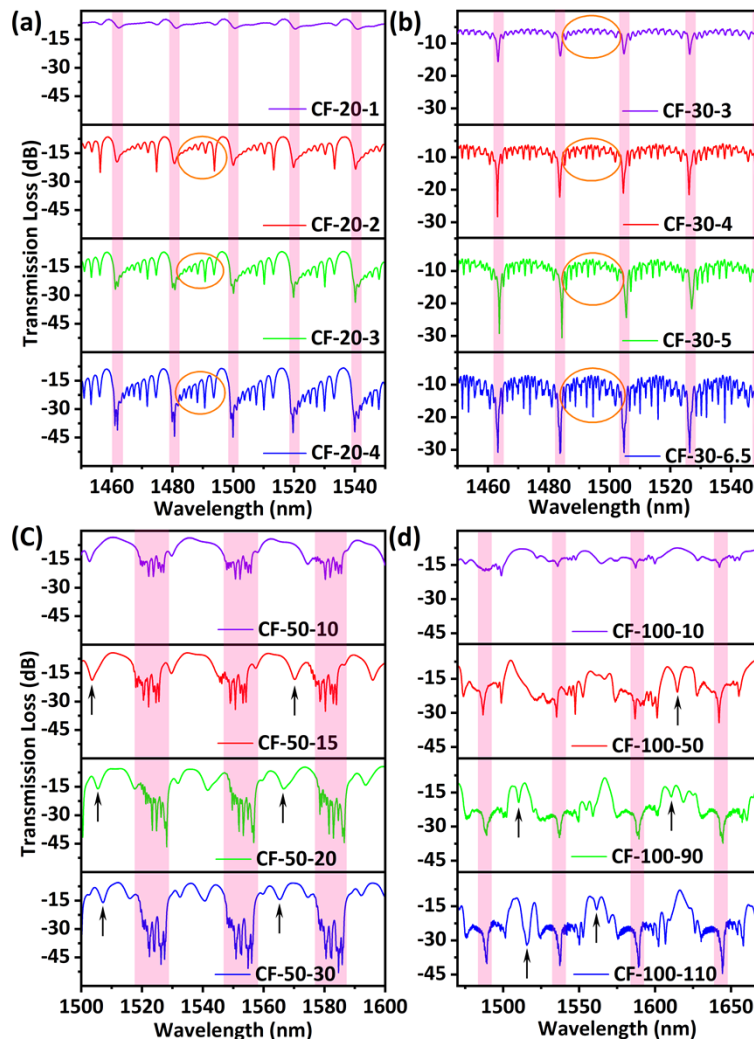 (a)
(b)
Transmission Loss (dB)
-15
-30
-45
CF-20-1
-15
-30
-45
CF-20-2
-15
-30
-45
CF-20-3
-15
-30
-45
CF-20-4
1460 1480 1500 1520 1540
Wavelength (nm)
-10
-20
-30
CF-30-3
-10
-20
-30
CF-30-4
-10
-20
-30
CF-30-5
-10
-20
-30
CF-30-6.5
1460 1480 1500 1520 1540
Wavelength (nm)
(C)
(d)
Transmission Loss (dB)
-15
-30
-45
CF-50-10
-15
-30
-45
CF-50-15
-15
-30
-45
CF-50-20
-15
-30
-45
CF-50-30
1500 1520 1540 1560 1580 1600
Wavelength (nm)
-15
-30
-45
CF-100-10
-15
-30
-45
CF-100-50
-15
-30
-45
CF-100-90
-15
-30
-45
CF-100-110
1500 1550 1600 1650
Wavelength (nm)